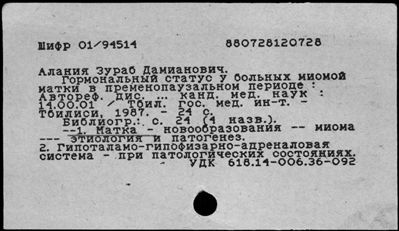 Шифр 01/94514 880728120728
Алания Зураб Дамианович.
Гормональный статус у больных миомой
матки в пременопаузальном периоде :
Автореф. дис. ... канд. мед. наук :
14.00.01 / Тбил. гос. мед. ин-т. -
Тбилиси, 1987. - 24 с.
Библиогр.: с. 24 (4 назв.).
--1. Матка - новообразования -- миома
--- этиология и патогенез.
2. Гипоталамо-гипофизарно-адреналовая
система - при патологических состояниях.
- УДК 618.14-006.36-092